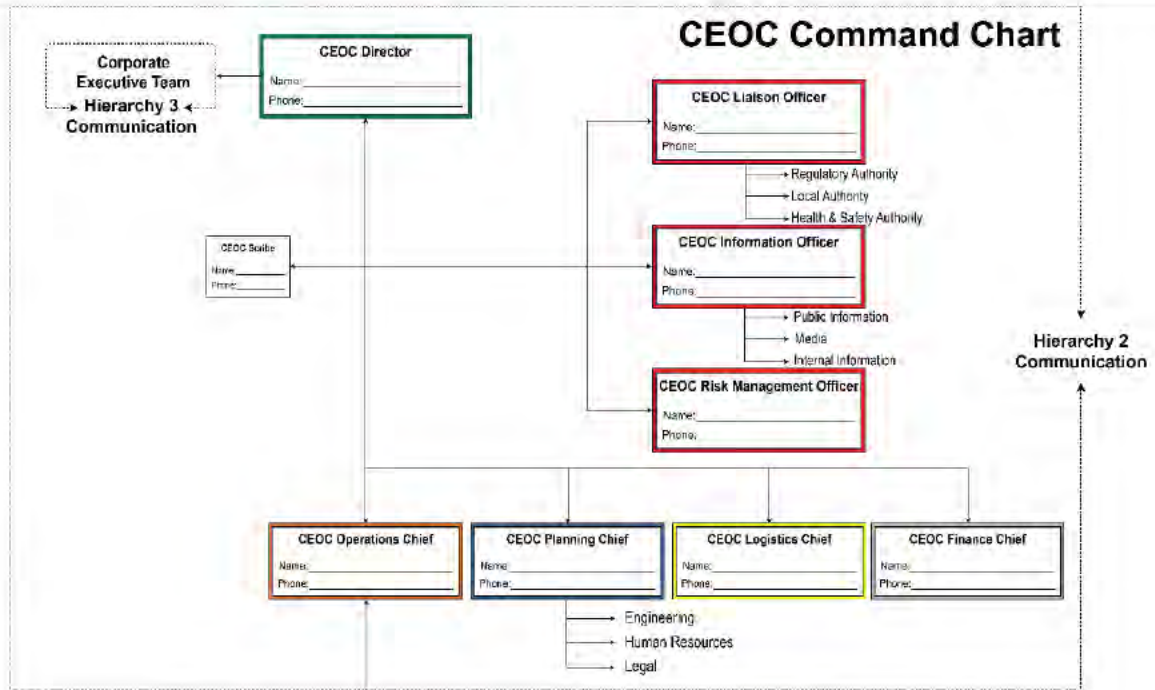 CEOC Command Chart
CEOC Director
Name:
Phone:
Corporate
Executive Team
Hierarchy 3
Communication
CEOC Liaison Officer
Name:
Phone:
Regulatory Authority
Local Authority
Health & Safety Authority
CEOC Scribe
Name:
Phone:
CEOC Information Officer
Name:
Phone:
Public Information
Media
Internal Information
Hierarchy 2
Communication
CEOC Risk Management Officer
Name:
Phone:
CEOC Operations Chief
Name:
Phone:
CEOC Planning Chief
Name:
Phone:
CEOC Logistics Chief
Name:
Phone:
CEOC Finance Chief
Name:
Phone:
Engineering
Human Resources
Legal